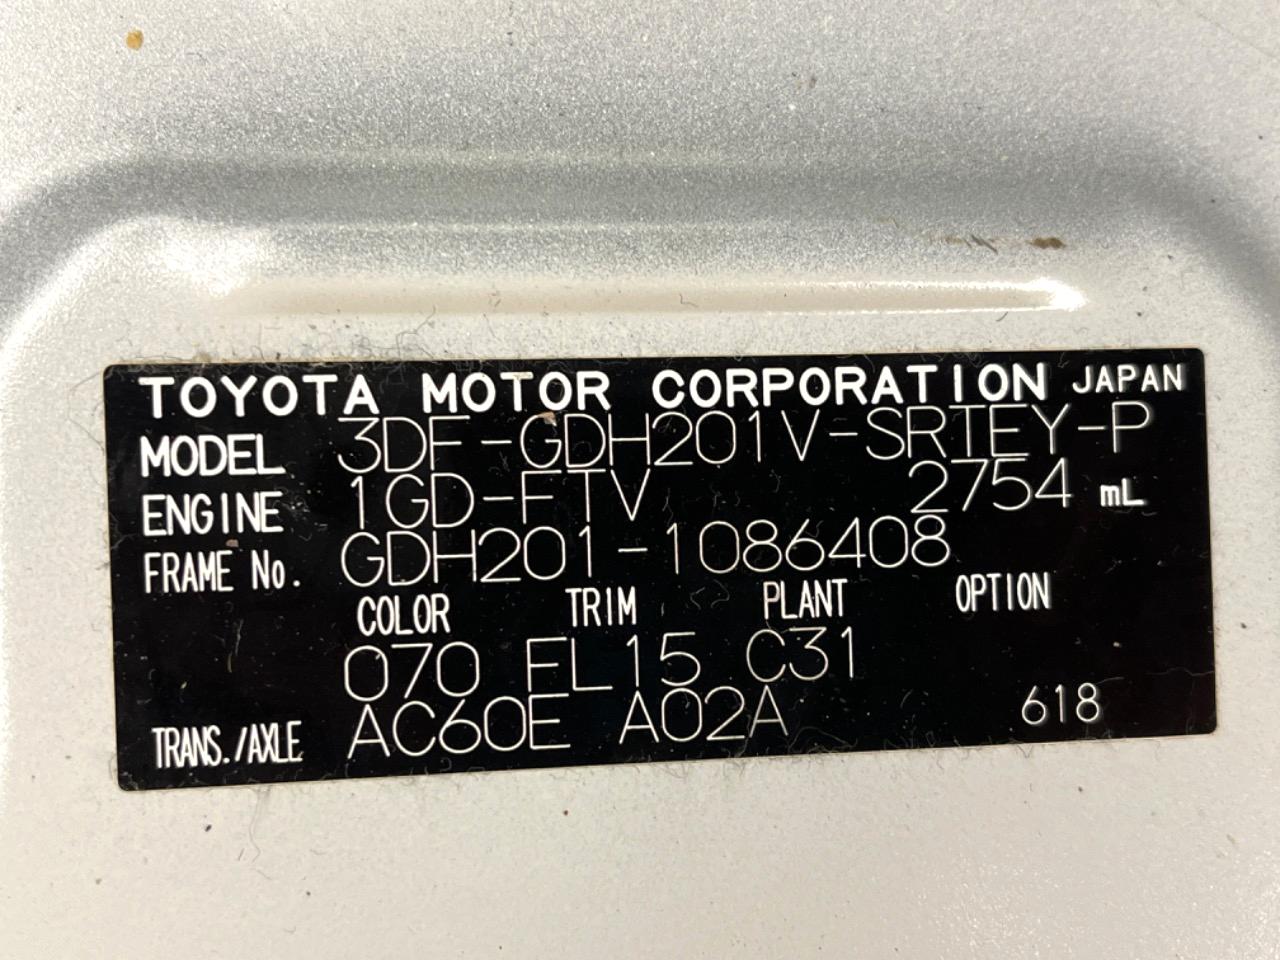 TOYOTA MOTOR CORPORATION JAPAN
MODEL 3DF-GDH201V-SRTEY-P
ENGINE 1GD-FTV 2754 mL
FRAME No. GDH201-1086408
COLOR TRIM PLANT OPTION
070 FL15 C31
TRANS./AXLE AC60E A02A 618